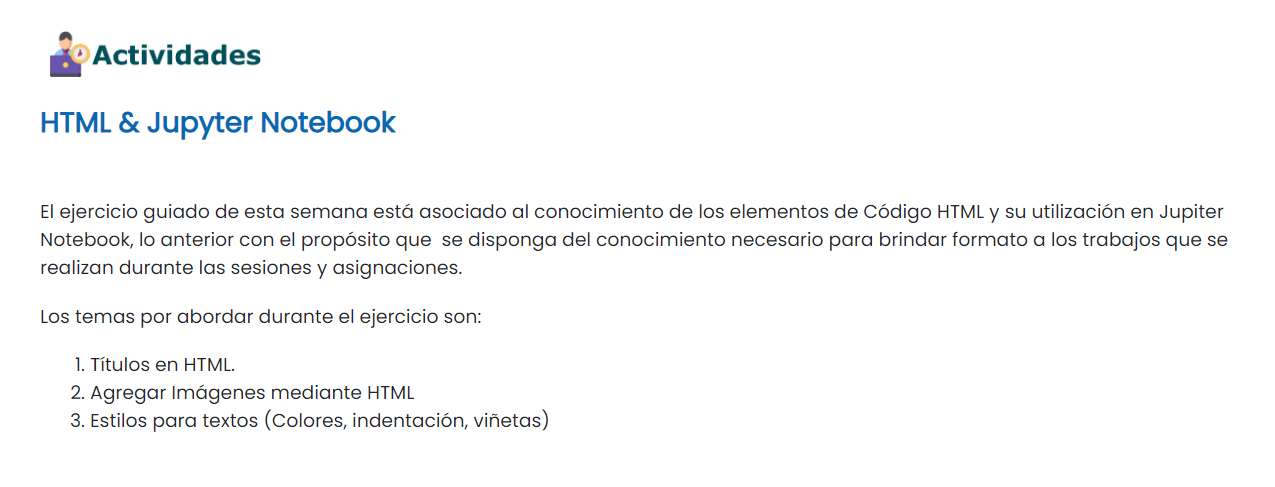 Actividades
HTML & Jupyter Notebook
El ejercicio guiado de esta semana está asociado al conocimiento de los elementos de Código HTML y su utilización en Jupiter
Notebook, lo anterior con el propósito que  se disponga del conocimiento necesario para brindar formato a los trabajos que se
realizan durante las sesiones y asignaciones.
Los temas por abordar durante el ejercicio son:
1. Títulos en HTML.
2. Agregar Imágenes mediante HTML
3. Estilos para textos (Colores, indentación, viñetas)